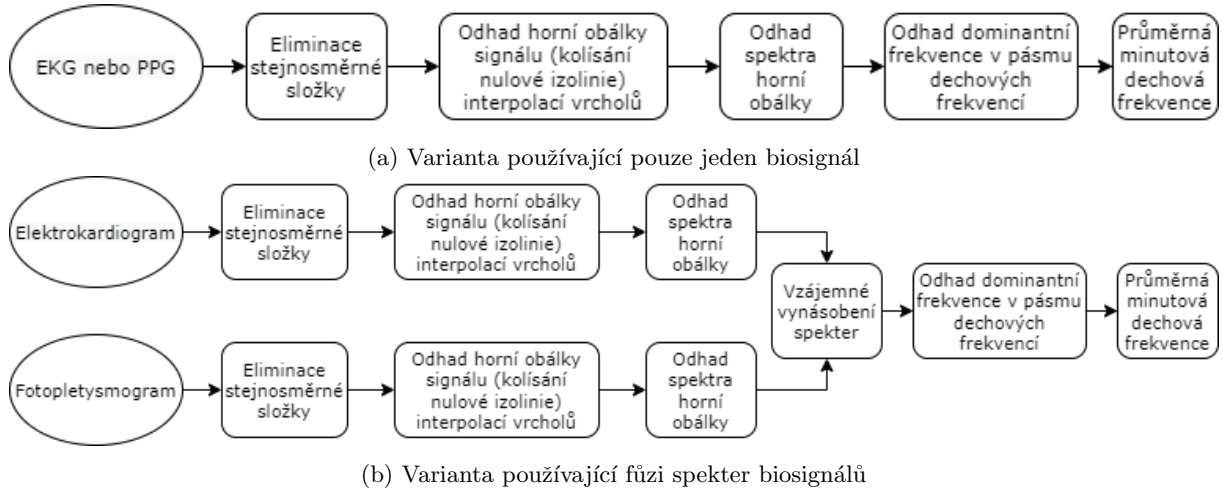 EKG nebo PPG
Eliminace
stejnosměrné
složky
Odhad horní obálky
signálu (kolísání
nulové izolinie)
interpolací vrcholů
Odhad
spektra
horní
obálky
Odhad dominantní
frekvence v pásmu
dechových
frekvencí
Průměrná
minutová
dechová
frekvence
(a) Varianta používající pouze jeden biosignál
Elektrokardiogram
Eliminace
stejnosměrné
složky
Odhad horní obálky
signálu (kolísání
nulové izolinie)
interpolací vrcholů
Odhad
spektra
horní
obálky
Vzájemné
vynásobení
spekter
Odhad dominantní
frekvence v pásmu
dechových
frekvencí
Průměrná
minutová
dechová
frekvence
Fotopletysmogram
Eliminace
stejnosměrné
složky
Odhad horní obálky
signálu (kolísání
nulové izolinie)
interpolací vrcholů
Odhad
spektra
horní
obálky
(b) Varianta používající fůzi spekter biosignálů